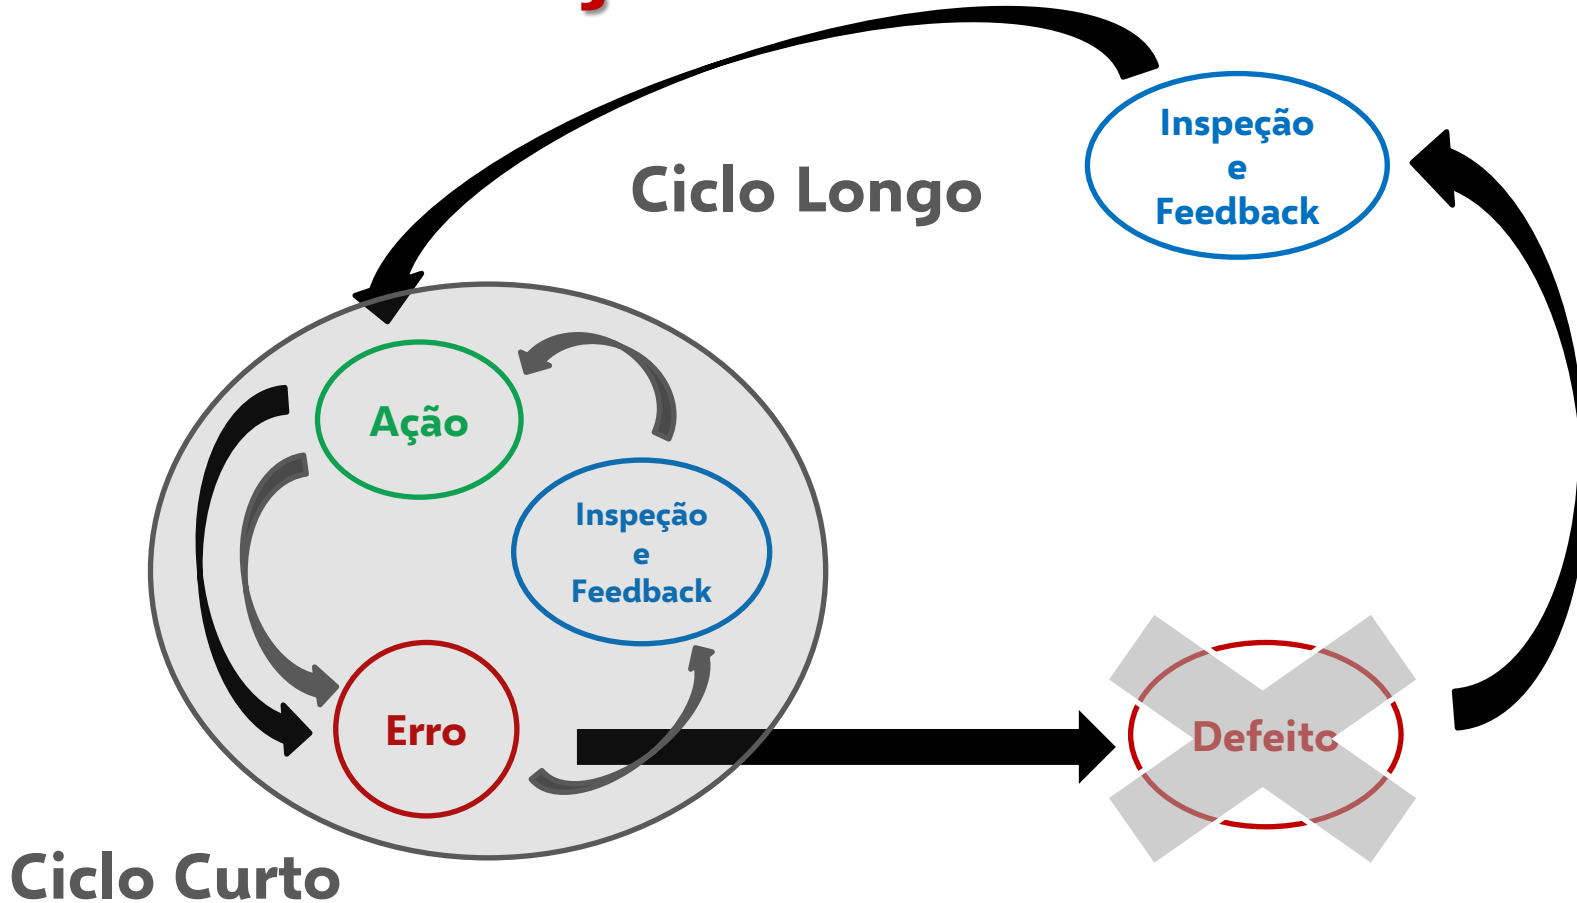 Inspeção
e
Feedback
Ciclo Longo
Ação
Inspeção
e
Feedback
Erro
Defeito
Ciclo Curto